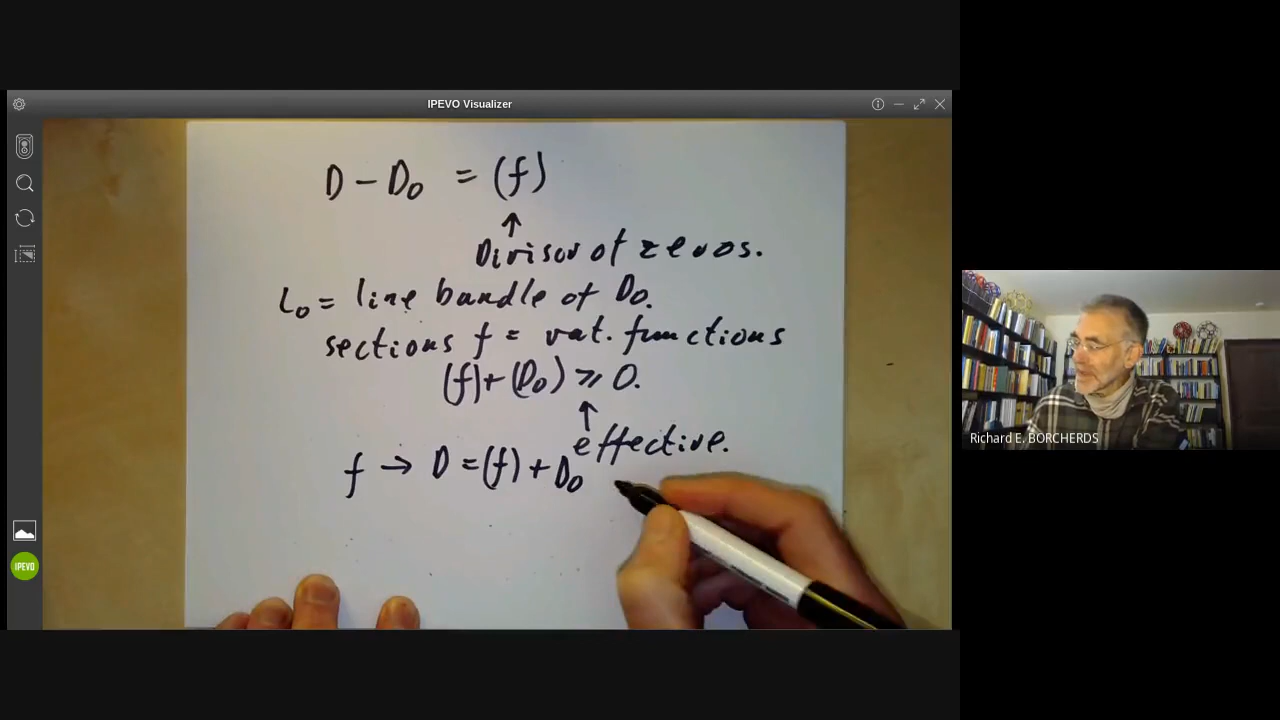 IPEVO Visualizer
D - D₀ = (f)
↑
Divisor of zeros.
L₀ = line bundle of D₀.
sections f = rat. functions
(f)+(D₀) ⩾ 0.
↑
effective.
f → D = (f) + D₀
IPEVO
Richard E. BORCHERDS